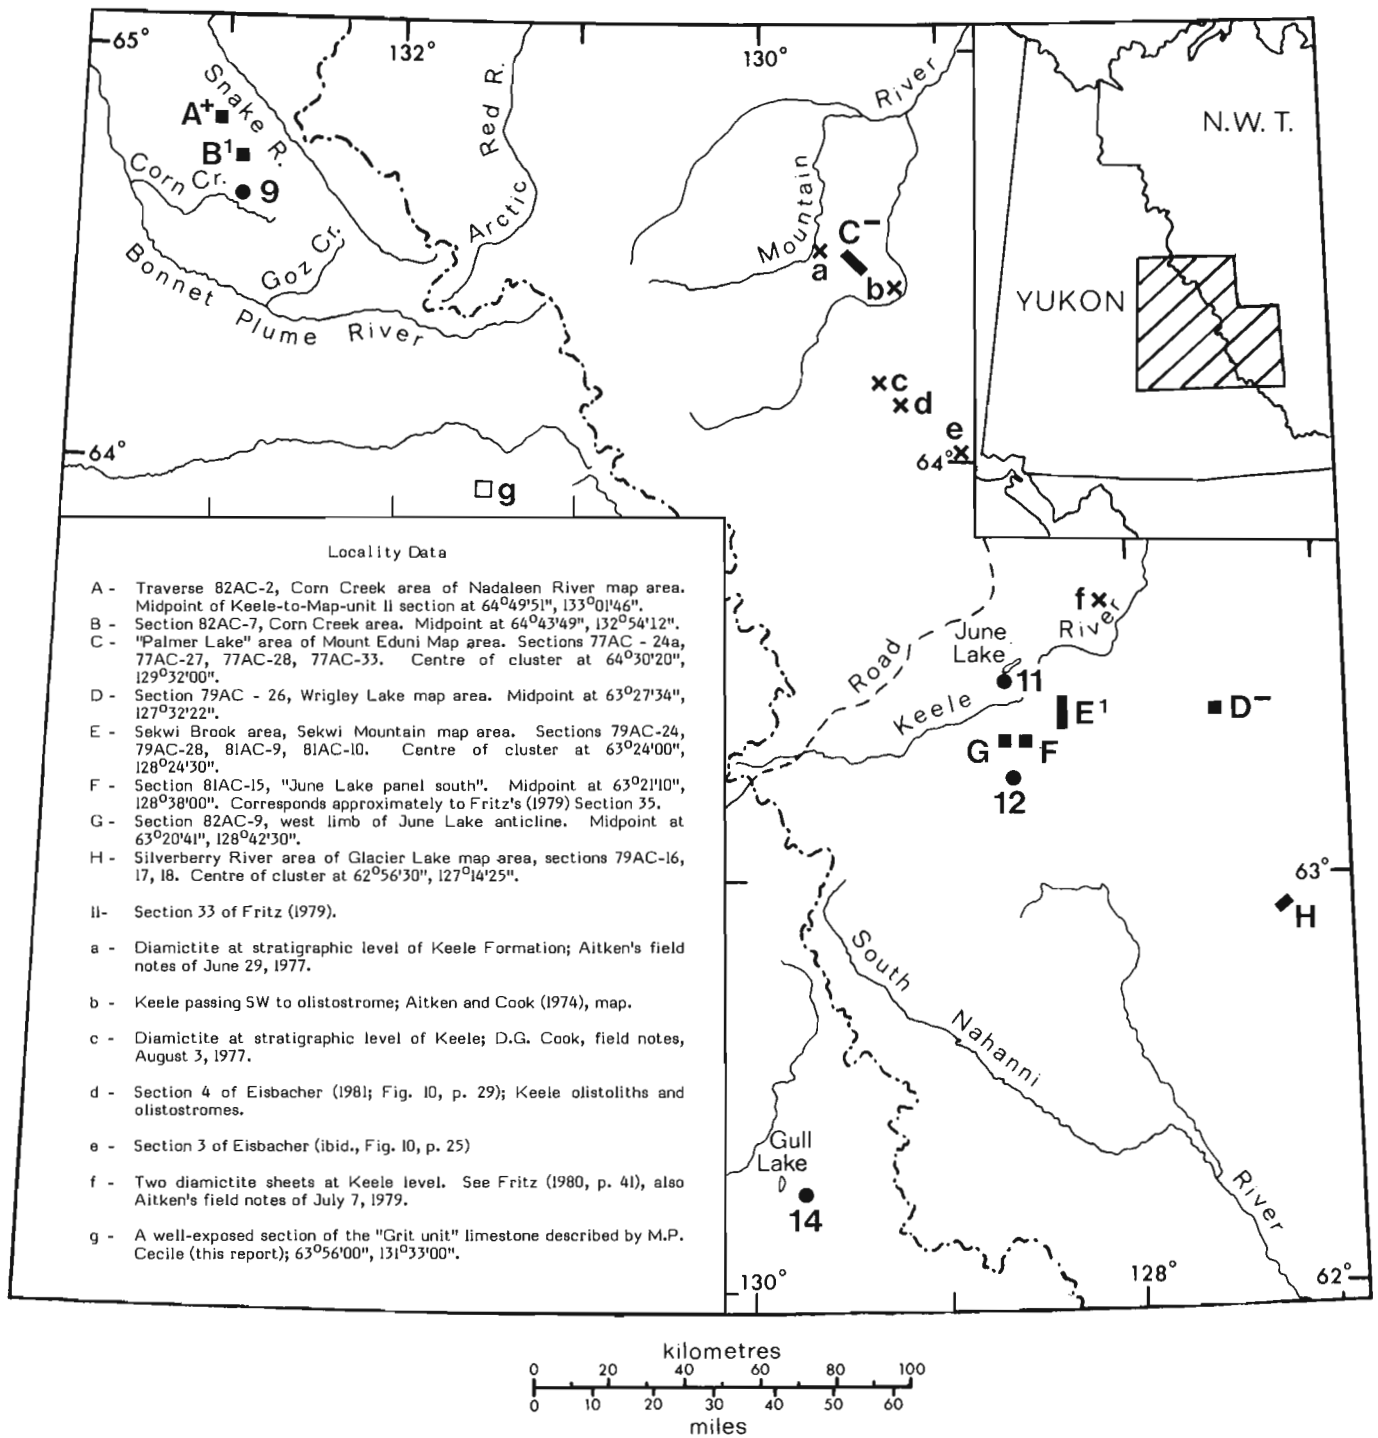 65°
132°
130°
Snake R.
Red R.
Arctic
River
Mountain
N.W.T.
YUKON
A+
B1
Corn Cr.
9
Goz Cr.
Bonnet Plume River
C–
a
b
c
d
e
64°
64°
g
Locality Data
A - Traverse 82AC-2, Corn Creek area of Nadaleen River map area.
Midpoint of Keele-to-Map-unit 11 section at 64°49'51", 133°01'46".
B - Section 82AC-7, Corn Creek area. Midpoint at 64°43'49", 132°54'12".
C - "Palmer Lake" area of Mount Eduni Map area. Sections 77AC - 24a,
77AC-27, 77AC-28, 77AC-33. Centre of cluster at 64°30'20",
129°32'00".
D - Section 79AC - 26, Wrigley Lake map area. Midpoint at 63°27'34",
127°32'22".
E - Sekwi Brook area, Sekwi Mountain map area. Sections 79AC-24,
79AC-28, 81AC-9, 81AC-10. Centre of cluster at 63°24'00",
128°24'30".
F - Section 81AC-15, "June Lake panel south". Midpoint at 63°21'10",
128°38'00". Corresponds approximately to Fritz's (1979) Section 35.
G - Section 82AC-9, west limb of June Lake anticline. Midpoint at
63°20'41", 128°42'30".
H - Silverberry River area of Glacier Lake map area, sections 79AC-16,
17, 18. Centre of cluster at 62°56'30", 127°14'25".
11- Section 33 of Fritz (1979).
a - Diamictite at stratigraphic level of Keele Formation; Aitken's field
notes of June 29, 1977.
b - Keele passing SW to olistostrome; Aitken and Cook (1974), map.
c - Diamictite at stratigraphic level of Keele; D.G. Cook, field notes,
August 3, 1977.
d - Section 4 of Eisbacher (1981; Fig. 10, p. 29); Keele olistoliths and
olistostromes.
e - Section 3 of Eisbacher (ibid., Fig. 10, p. 25)
f - Two diamictite sheets at Keele level. See Fritz (1980, p. 41), also
Aitken's field notes of July 7, 1979.
g - A well-exposed section of the "Grit unit" limestone described by M.P.
Cecile (this report); 63°56'00", 131°33'00".
f
River
June
Lake
Road
Keele
11
E1
D–
G
F
12
63°
H
South
Nahanni
River
Gull
Lake
14
130°
128°
62°
kilometres
0 20 40 60 80 100
0 10 20 30 40 50 60
miles